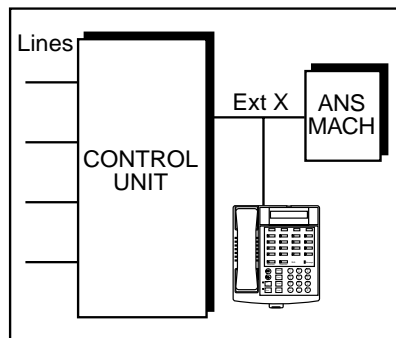 Lines
CONTROL
UNIT
Ext X
ANS
MACH